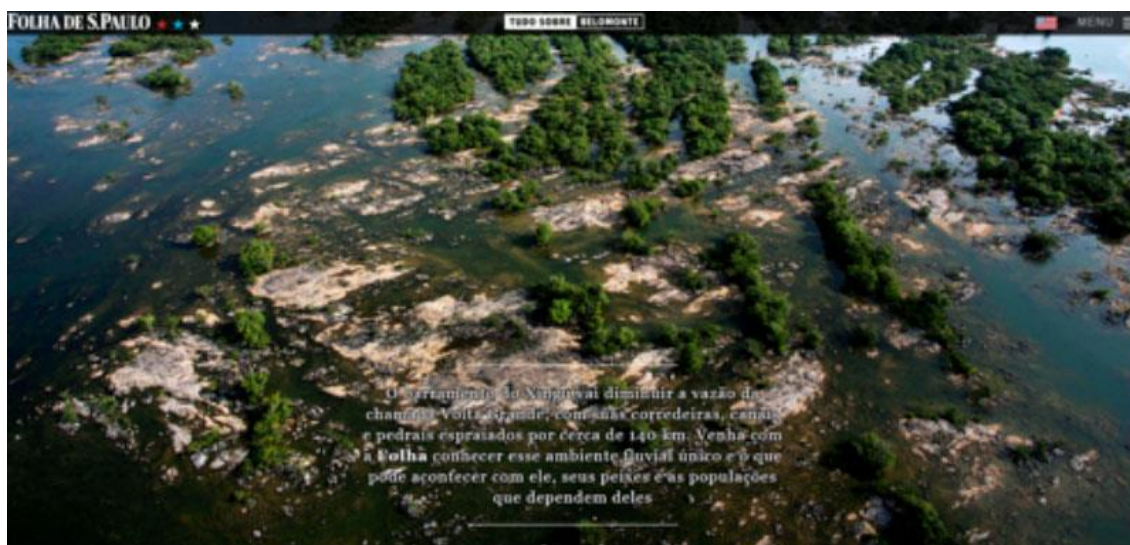 FOLHA DE S.PAULO
TUDO SOBRE BELO MONTE
MENU
O barramento do Xingu vai diminuir a vazão da
chamada Volta Grande, com suas corredeiras, canais
e pedrais espraiados por cerca de 140 km. Venha com
a Folha conhecer esse ambiente fluvial único e o que
pode acontecer com ele, seus peixes e as populações
que dependem deles